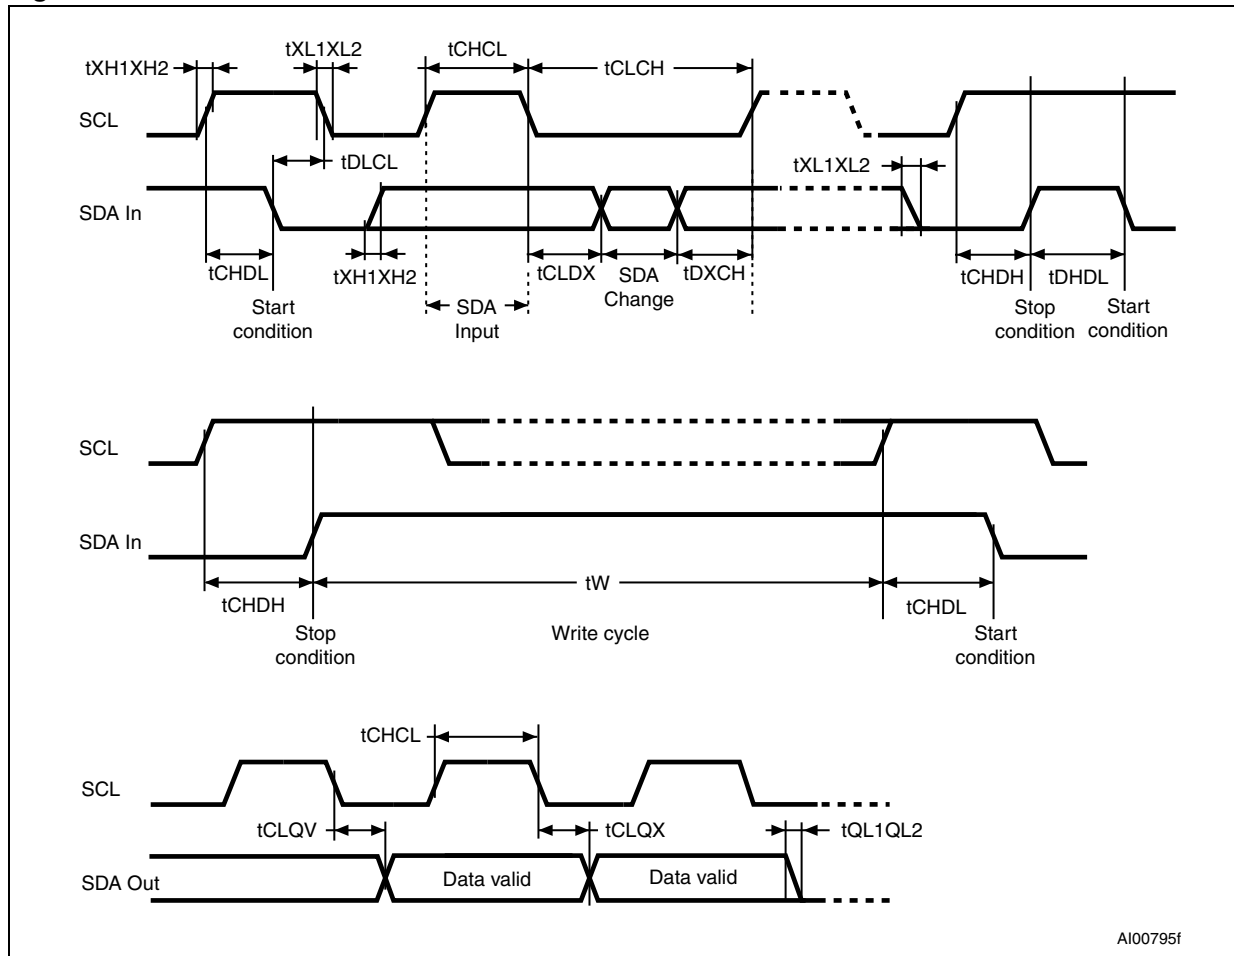 tXL1XL2
tCHCL
tXH1XH2
tCLCH
SCL
tDLCL
tXL1XL2
SDA In
tCHDL
tXH1XH2
tCLDX
SDA
Change
tDXCH
tCHDH
tDHDL
Start
condition
SDA
Input
Stop
condition
Start
condition
SCL
SDA In
tW
tCHDH
tCHDL
Stop
condition
Write cycle
Start
condition
tCHCL
SCL
tCLQV
tCLQX
tQL1QL2
SDA Out
Data valid
Data valid
AI00795f